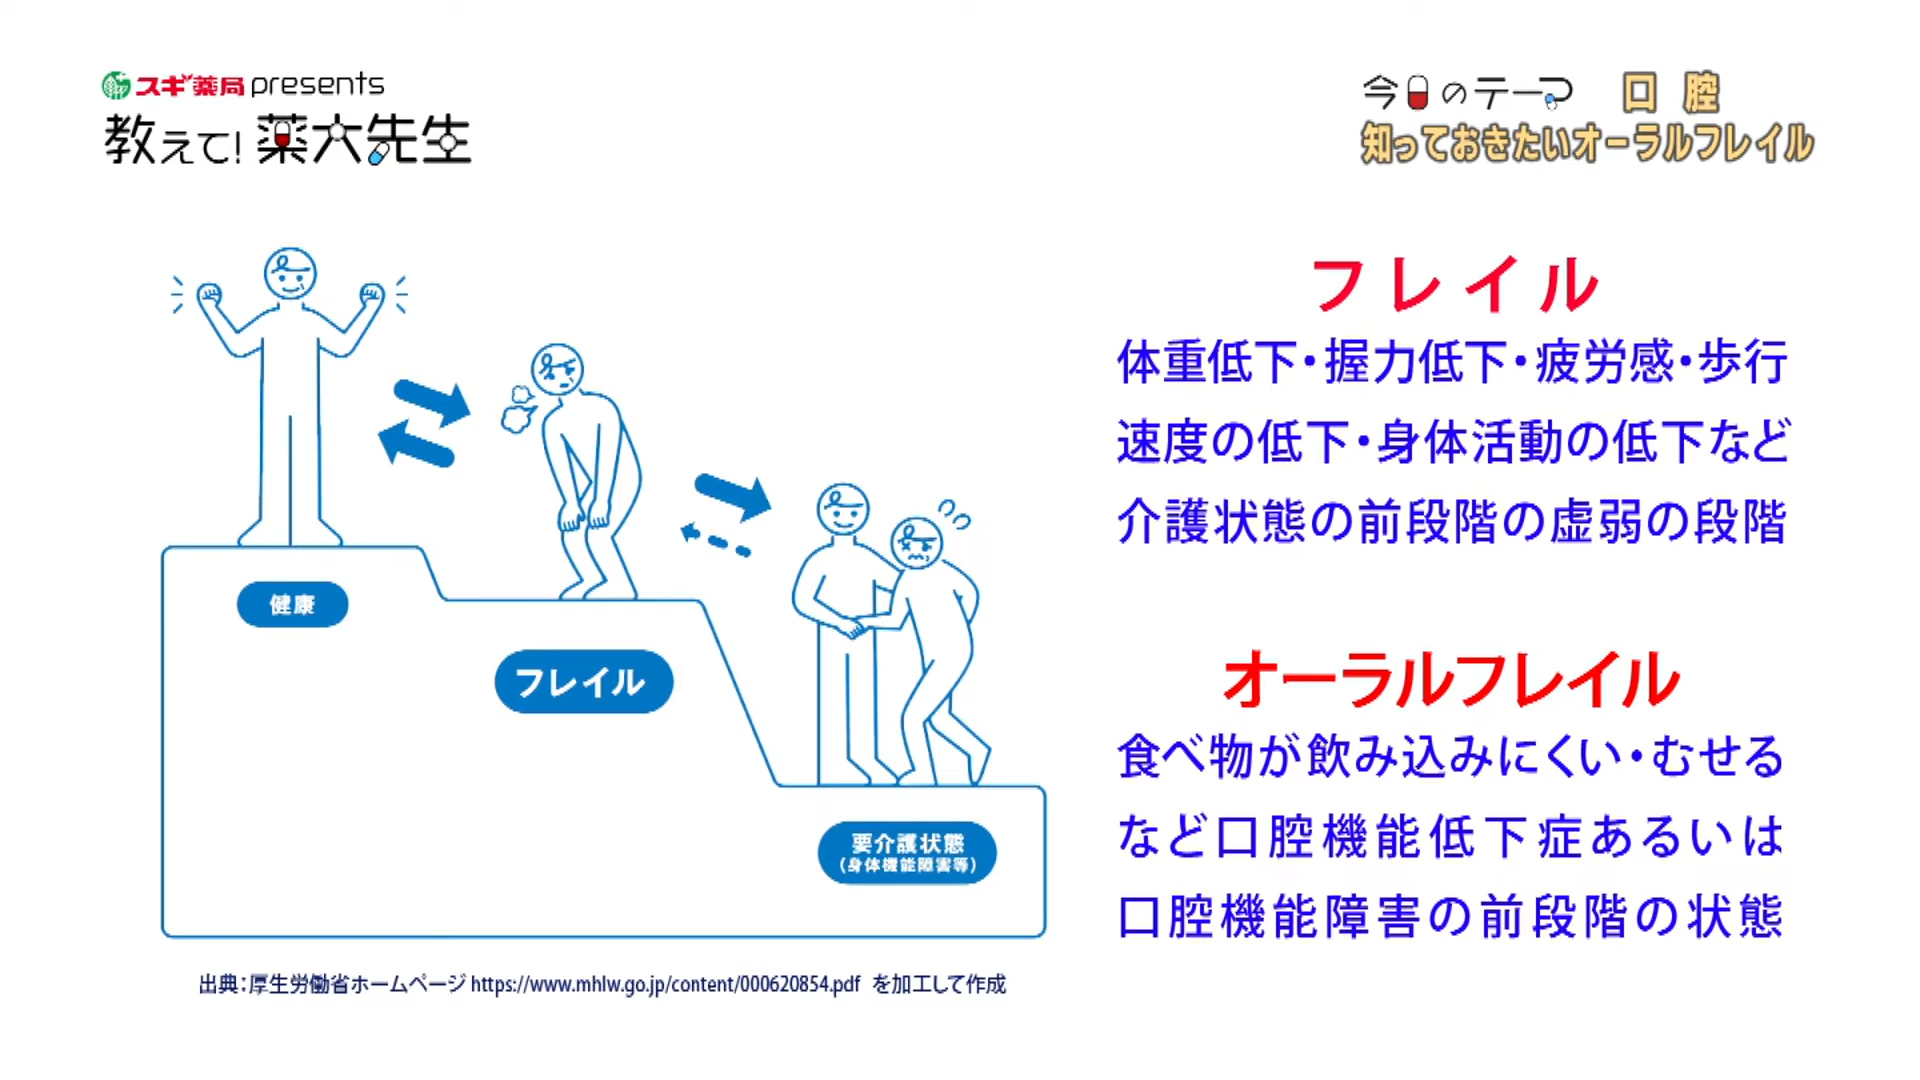 スギ薬局 presents
教えて!薬大先生
今日のテーマ 口腔
知っておきたいオーラルフレイル
フレイル
体重低下・握力低下・疲労感・歩行
速度の低下・身体活動の低下など
介護状態の前段階の虚弱の段階
オーラルフレイル
食べ物が飲み込みにくい・むせる
など口腔機能低下症あるいは
口腔機能障害の前段階の状態
健康
フレイル
要介護状態
(身体機能障害等)
出典:厚生労働省ホームページ https://www.mhlw.go.jp/content/000620854.pdf を加工して作成